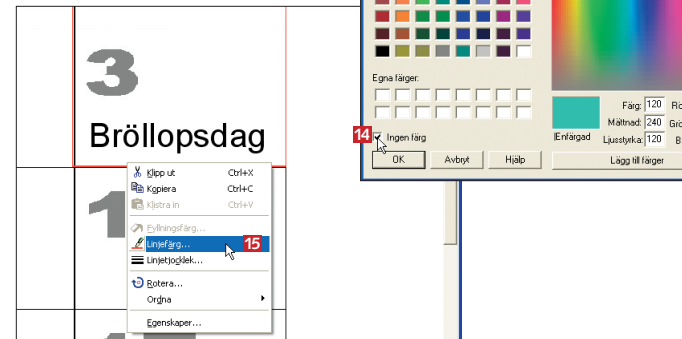 3
Bröllopsdag
1
Klipp ut Ctrl+X
Kopiera Ctrl+C
Klistra in Ctrl+V
Fyllningsfärg...
Linjefärg... 15
Linjetjocklek...
Rotera...
Ordna
Egenskaper...
Egna färger:
14 Ingen färg
OK Avbryt Hjälp
Färg: 120
Mättnad: 240
|Enfärgad Ljusstyrka: 120 B
Lägg till färger